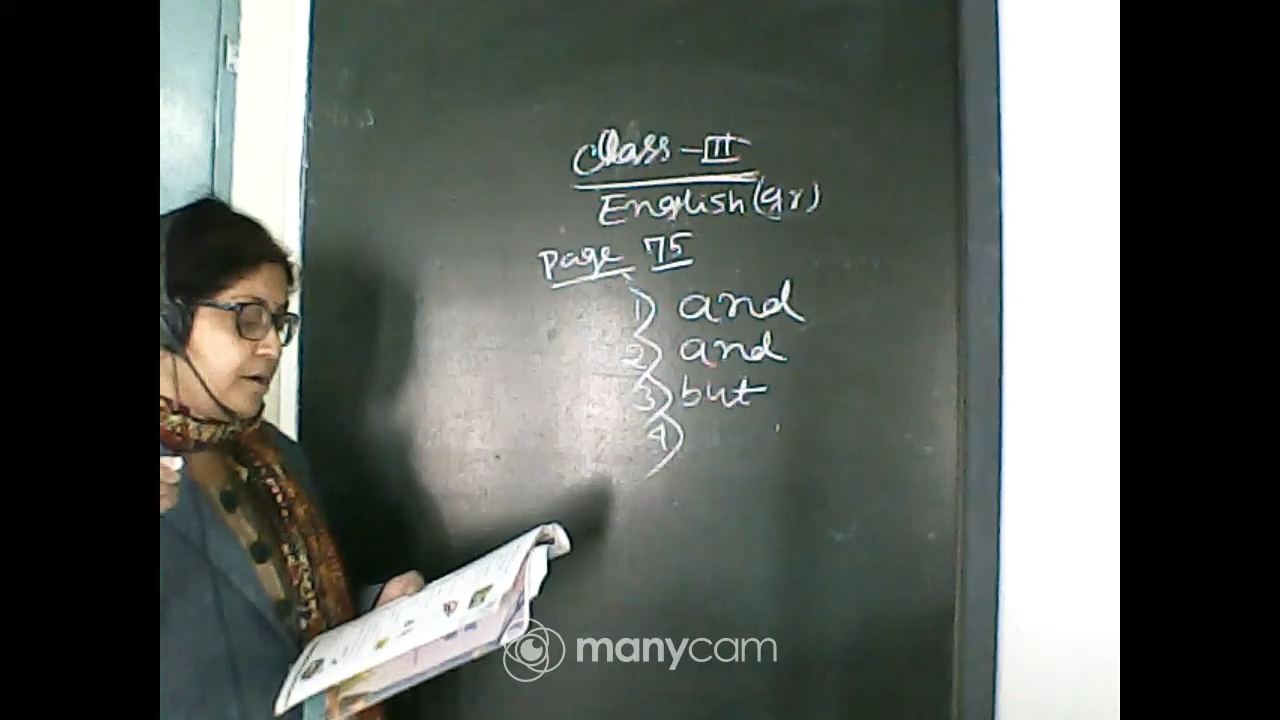 Class - III
English (gr)
Page 75
1) and
2) and
3) but
4)
manycam